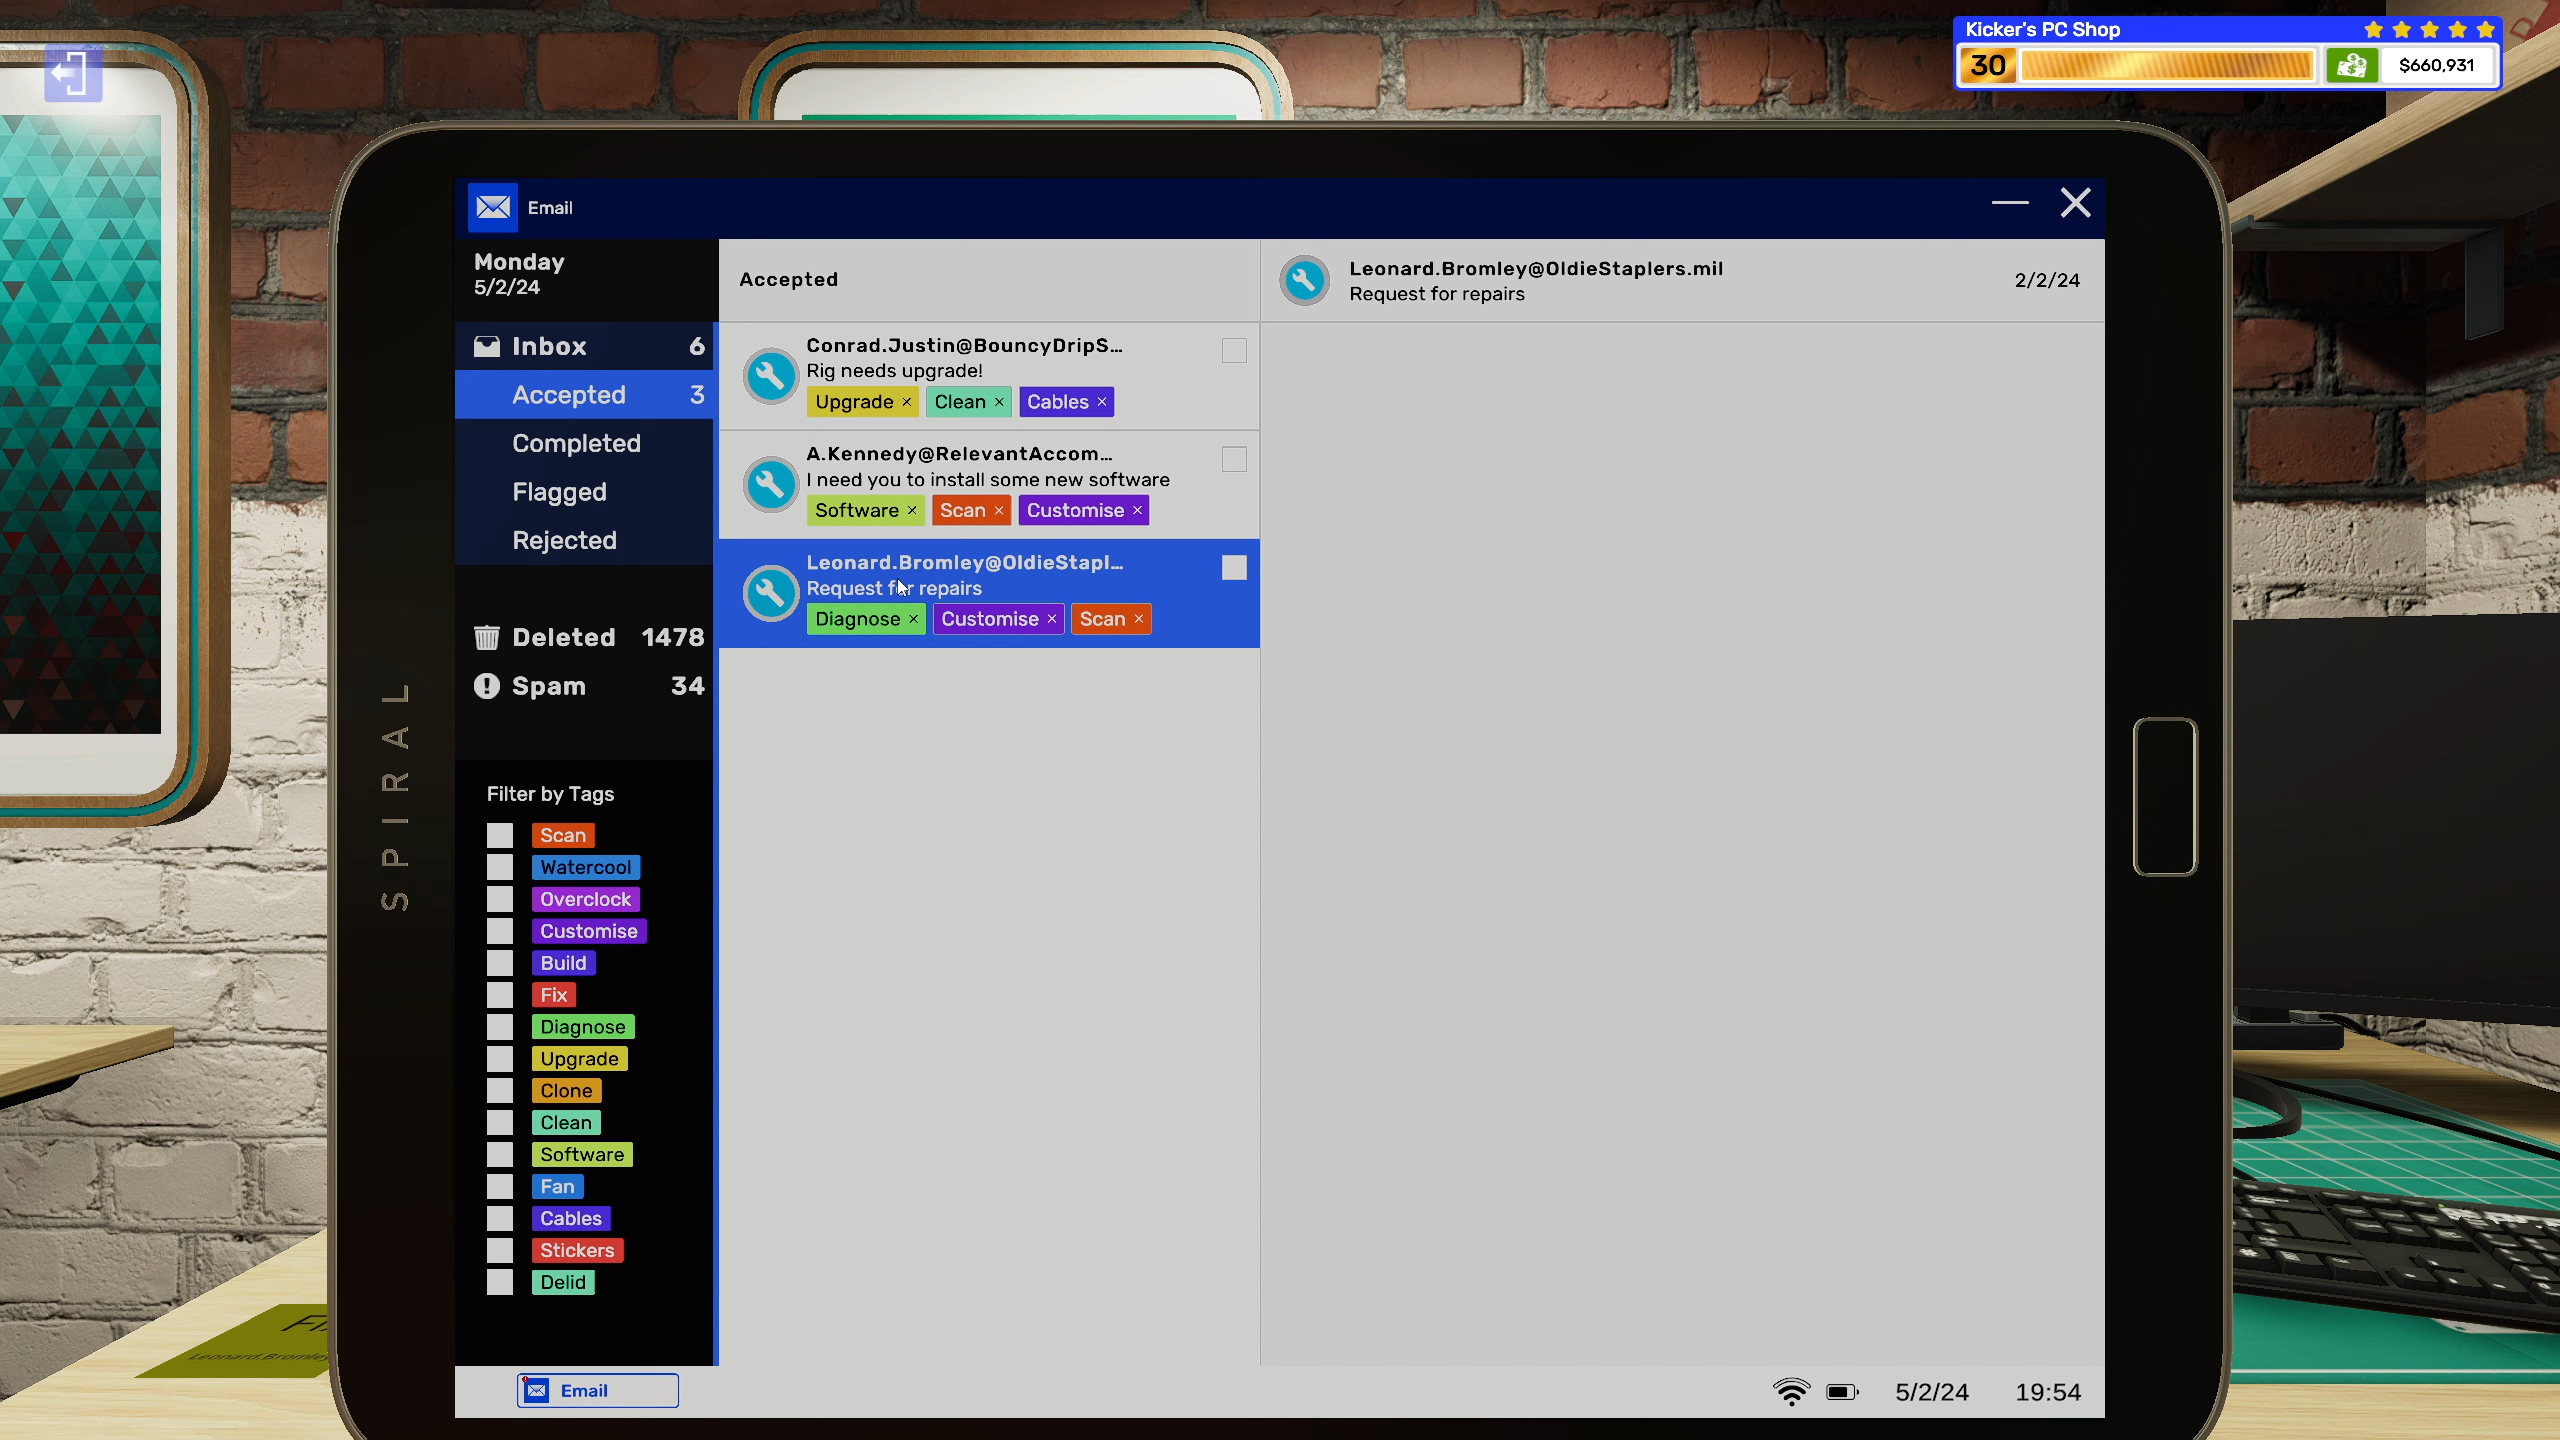 Kicker's PC Shop
30
$660,931
Email
Monday
5/2/24
Inbox 6
Accepted 3
Completed
Flagged
Rejected
Deleted 1478
Spam 34
Filter by Tags
Scan
Watercool
Overclock
Customise
Build
Fix
Diagnose
Upgrade
Clone
Clean
Software
Fan
Cables
Stickers
Delid
Accepted
Conrad.Justin@BouncyDripS...
Rig needs upgrade!
Upgrade × Clean × Cables ×
A.Kennedy@RelevantAccom...
I need you to install some new software
Software × Scan × Customise ×
Leonard.Bromley@OldieStapl...
Request for repairs
Diagnose × Customise × Scan ×
Leonard.Bromley@OldieStaplers.mil
Request for repairs
2/2/24
SPIRAL
Leonard.Bromley
Email
5/2/24 19:54